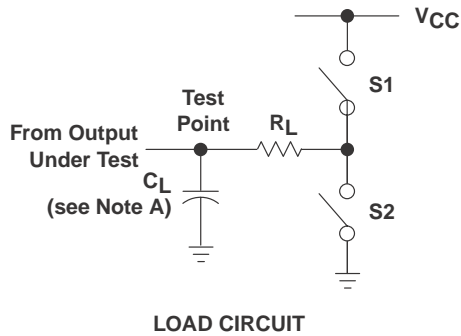 VCC
S1
Test
Point
RL
From Output
Under Test
CL
(see Note A)
S2
LOAD CIRCUIT